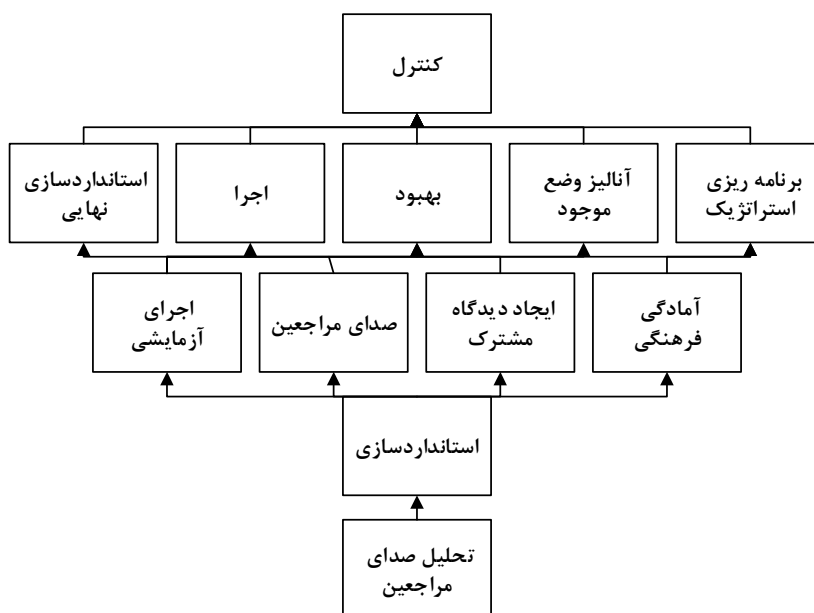 کنترل
برنامه ریزی
استراتژیک
آنالیز وضع
موجود
بهبود
اجرا
استانداردسازی
نهایی
آمادگی
فرهنگی
ایجاد دیدگاه
مشترک
صدای مراجعین
اجرای
آزمایشی
استانداردسازی
تحلیل صدای
مراجعین